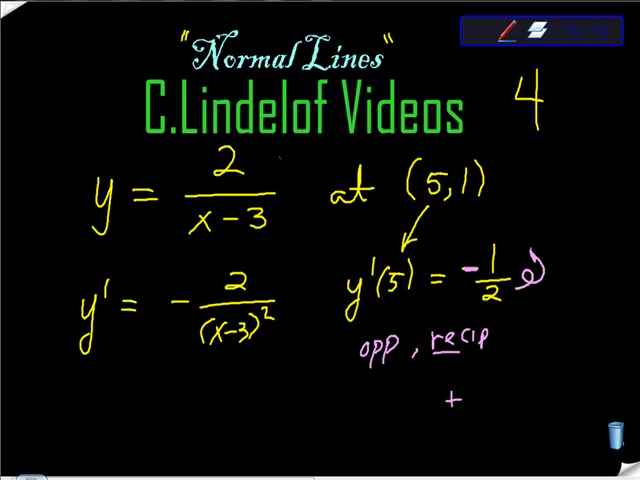 "Normal Lines"
C.Lindelof Videos 4
y = 2/(x-3) at (5,1)
y' = - 2/(x-3)² y'(5) = - 1/2
opp, recip
+